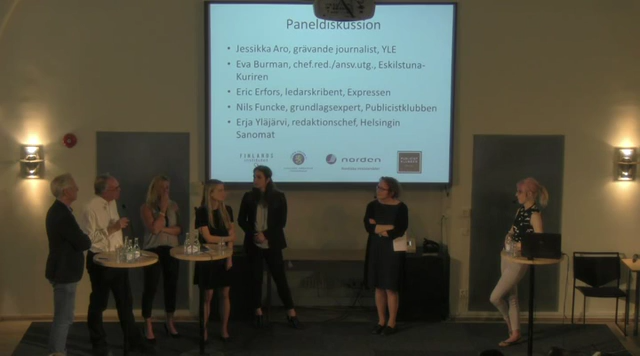 Paneldiskussion
• Jessikka Aro, grävande journalist, YLE
• Eva Burman, chef.red./ansv.utg., Eskilstuna-
Kuriren
• Eric Erfors, ledarskribent, Expressen
• Nils Funcke, grundlagsexpert, Publicistklubben
• Erja Yläjärvi, redaktionschef, Helsingin
Sanomat
FINLANDS
norden